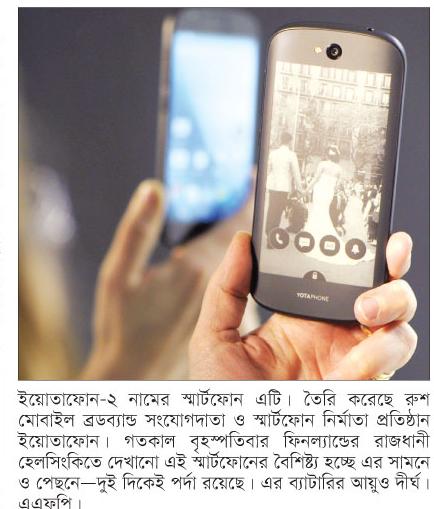 YOTAPHONE
ইয়োতাফোন-২ নামের স্মার্টফোন এটি। তৈরি করেছে রুশ
মোবাইল ব্রডব্যান্ড সংযোগদাতা ও স্মার্টফোন নির্মাতা প্রতিষ্ঠান
ইয়োতাফোন। গতকাল বৃহস্পতিবার ফিনল্যান্ডের রাজধানী
হেলসিংকিতে দেখানো এই স্মার্টফোনের বৈশিষ্ট্য হচ্ছে এর সামনে
ও পেছনে—দুই দিকেই পর্দা রয়েছে। এর ব্যাটারির আয়ুও দীর্ঘ।
এএফপি।